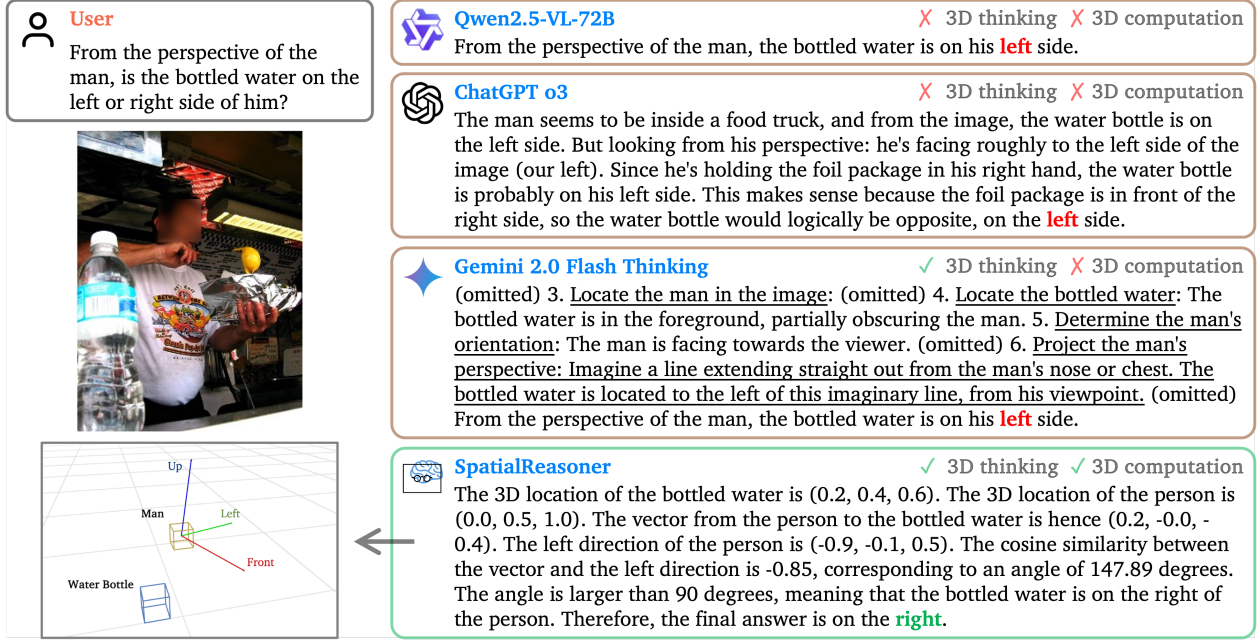 User
From the perspective of the
man, is the bottled water on the
left or right side of him?
Up
Man
Left
Front
Water Bottle
Qwen2.5-VL-72B
✗ 3D thinking ✗ 3D computation
From the perspective of the man, the bottled water is on his left side.
ChatGPT o3
✗ 3D thinking ✗ 3D computation
The man seems to be inside a food truck, and from the image, the water bottle is on
the left side. But looking from his perspective: he's facing roughly to the left side of the
image (our left). Since he's holding the foil package in his right hand, the water bottle
is probably on his left side. This makes sense because the foil package is in front of the
right side, so the water bottle would logically be opposite, on the left side.
Gemini 2.0 Flash Thinking
✓ 3D thinking ✗ 3D computation
(omitted) 3. Locate the man in the image: (omitted) 4. Locate the bottled water: The
bottled water is in the foreground, partially obscuring the man. 5. Determine the man's
orientation: The man is facing towards the viewer. (omitted) 6. Project the man's
perspective: Imagine a line extending straight out from the man's nose or chest. The
bottled water is located to the left of this imaginary line, from his viewpoint. (omitted)
From the perspective of the man, the bottled water is on his left side.
SpatialReasoner
✓ 3D thinking ✓ 3D computation
The 3D location of the bottled water is (0.2, 0.4, 0.6). The 3D location of the person is
(0.0, 0.5, 1.0). The vector from the person to the bottled water is hence (0.2, -0.0, -
0.4). The left direction of the person is (-0.9, -0.1, 0.5). The cosine similarity between
the vector and the left direction is -0.85, corresponding to an angle of 147.89 degrees.
The angle is larger than 90 degrees, meaning that the bottled water is on the right of
the person. Therefore, the final answer is on the right.